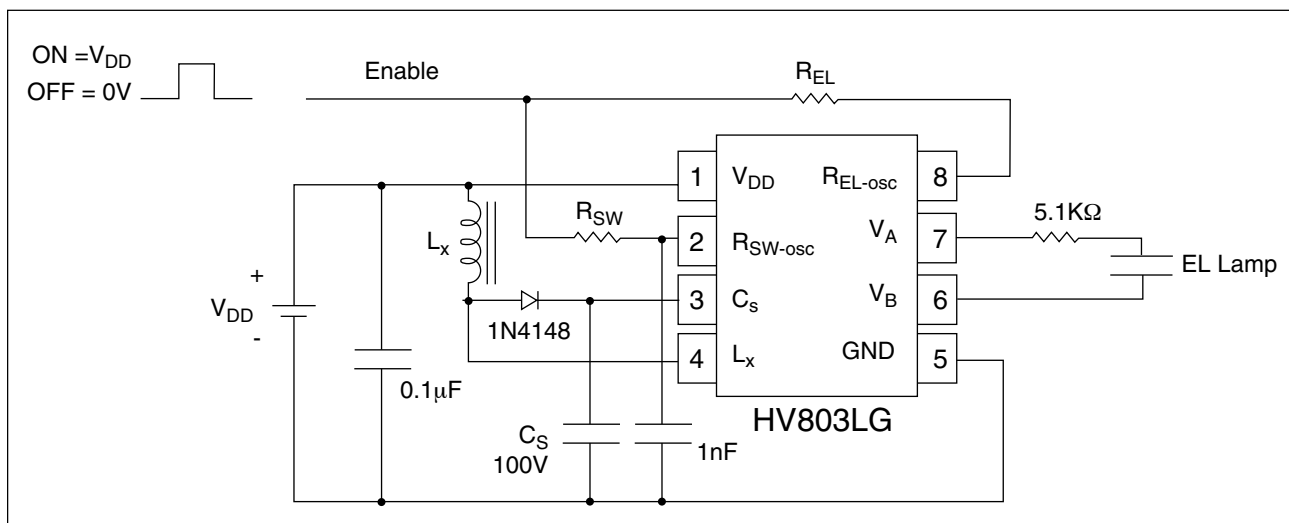 ON =VDD
OFF = 0V
Enable
REL
1
VDD
REL-osc
8
RSW
5.1KΩ
Lx
2
RSW-osc
VA
7
EL Lamp
+
VDD
-
3
Cs
VB
6
1N4148
4
Lx
GND
5
0.1μF
HV803LG
CS
100V
1nF